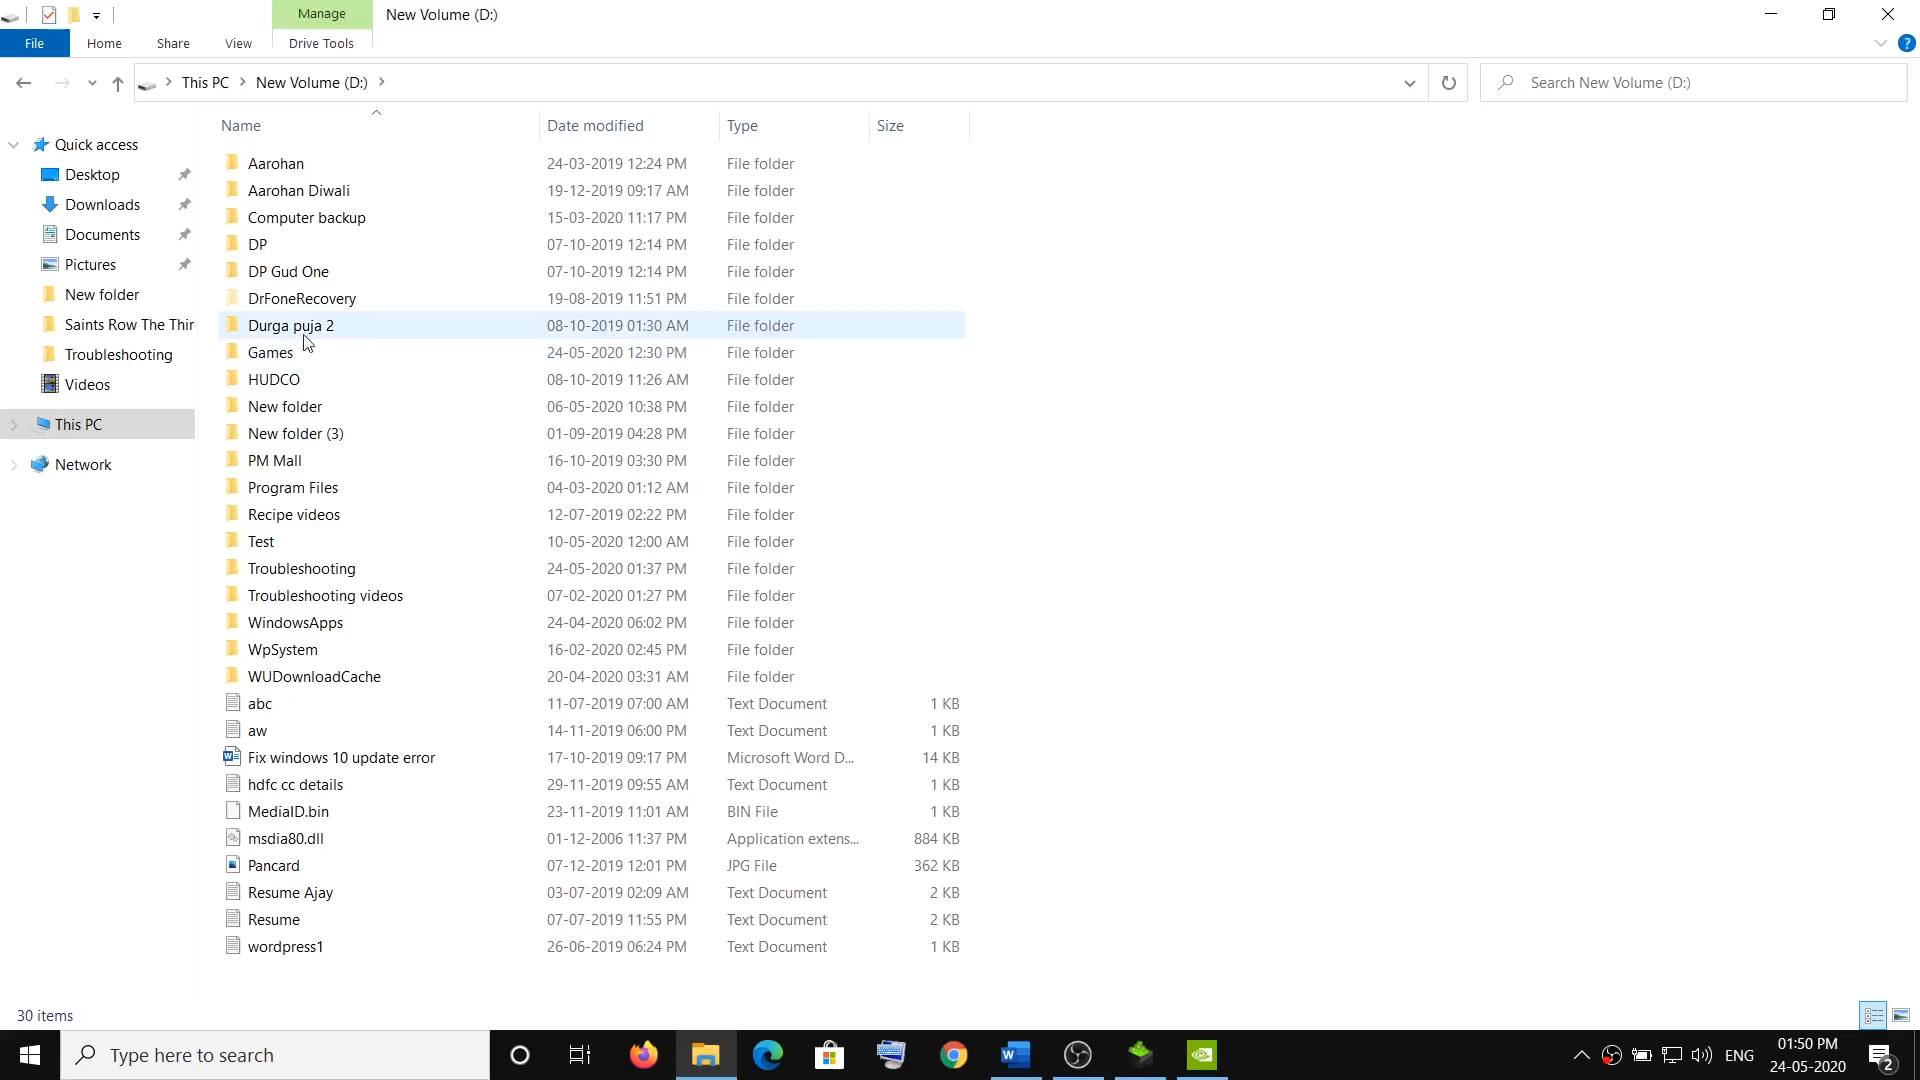 Manage
New Volume (D:)
File
Home
Share
View
Drive Tools
This PC
New Volume (D:)
Search New Volume (D:)
Name
Date modified
Type
Size
Quick access
Desktop
Downloads
Documents
Pictures
New folder
Saints Row The Thir
Troubleshooting
Videos
This PC
Network
Aarohan 24-03-2019 12:24 PM File folder
Aarohan Diwali 19-12-2019 09:17 AM File folder
Computer backup 15-03-2020 11:17 PM File folder
DP 07-10-2019 12:14 PM File folder
DP Gud One 07-10-2019 12:14 PM File folder
DrFoneRecovery 19-08-2019 11:51 PM File folder
Durga puja 2 08-10-2019 01:30 AM File folder
Games 24-05-2020 12:30 PM File folder
HUDCO 08-10-2019 11:26 AM File folder
New folder 06-05-2020 10:38 PM File folder
New folder (3) 01-09-2019 04:28 PM File folder
PM Mall 16-10-2019 03:30 PM File folder
Program Files 04-03-2020 01:12 AM File folder
Recipe videos 12-07-2019 02:22 PM File folder
Test 10-05-2020 12:00 AM File folder
Troubleshooting 24-05-2020 01:37 PM File folder
Troubleshooting videos 07-02-2020 01:27 PM File folder
WindowsApps 24-04-2020 06:02 PM File folder
WpSystem 16-02-2020 02:45 PM File folder
WUDownloadCache 20-04-2020 03:31 AM File folder
abc 11-07-2019 07:00 AM Text Document 1 KB
aw 14-11-2019 06:00 PM Text Document 1 KB
Fix windows 10 update error 17-10-2019 09:17 PM Microsoft Word D... 14 KB
hdfc cc details 29-11-2019 09:55 AM Text Document 1 KB
MediaID.bin 23-11-2019 11:01 AM BIN File 1 KB
msdia80.dll 01-12-2006 11:37 PM Application extens... 884 KB
Pancard 07-12-2019 12:01 PM JPG File 362 KB
Resume Ajay 03-07-2019 02:09 AM Text Document 2 KB
Resume 07-07-2019 11:55 PM Text Document 2 KB
wordpress1 26-06-2019 06:24 PM Text Document 1 KB
30 items
Type here to search
ENG
01:50 PM
24-05-2020
2